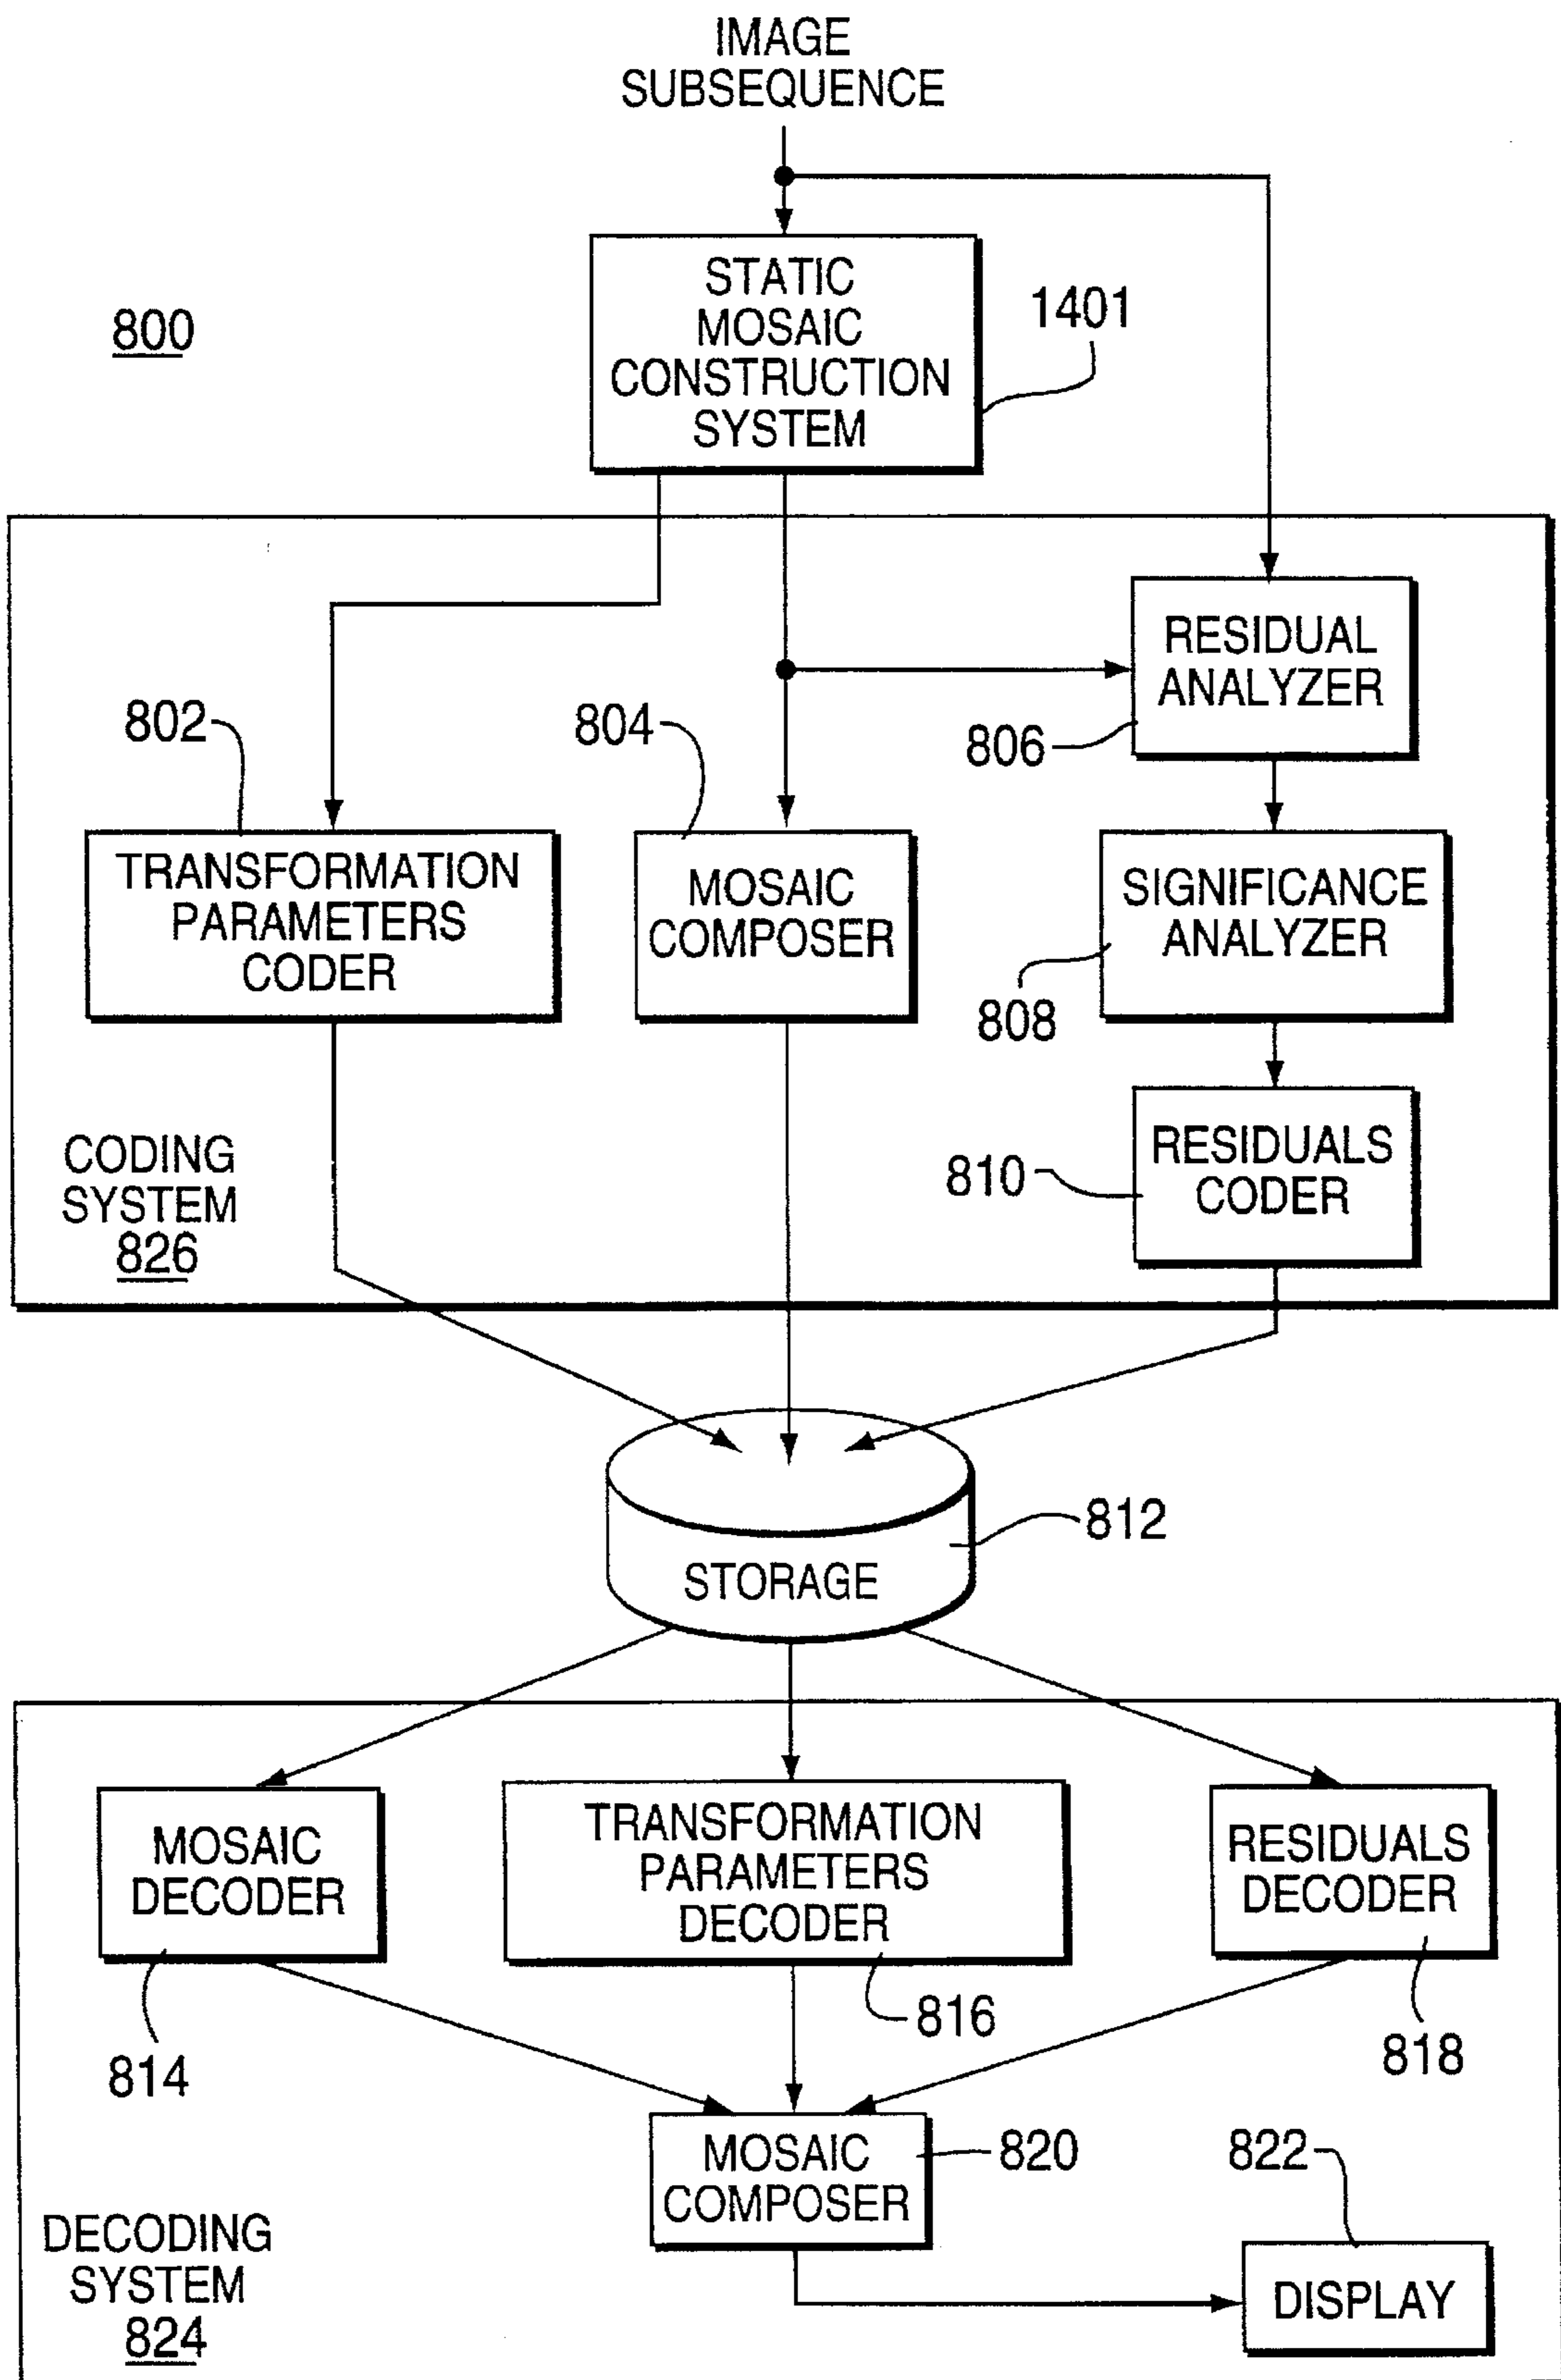 IMAGE
SUBSEQUENCE
800
STATIC
MOSAIC
CONSTRUCTION
SYSTEM
1401
RESIDUAL
ANALYZER
802
804
806
TRANSFORMATION
PARAMETERS
CODER
MOSAIC
COMPOSER
SIGNIFICANCE
ANALYZER
808
CODING
SYSTEM
826
810
RESIDUALS
CODER
812
STORAGE
MOSAIC
DECODER
TRANSFORMATION
PARAMETERS
DECODER
RESIDUALS
DECODER
814
816
818
MOSAIC
COMPOSER
820
822
DECODING
SYSTEM
824
DISPLAY